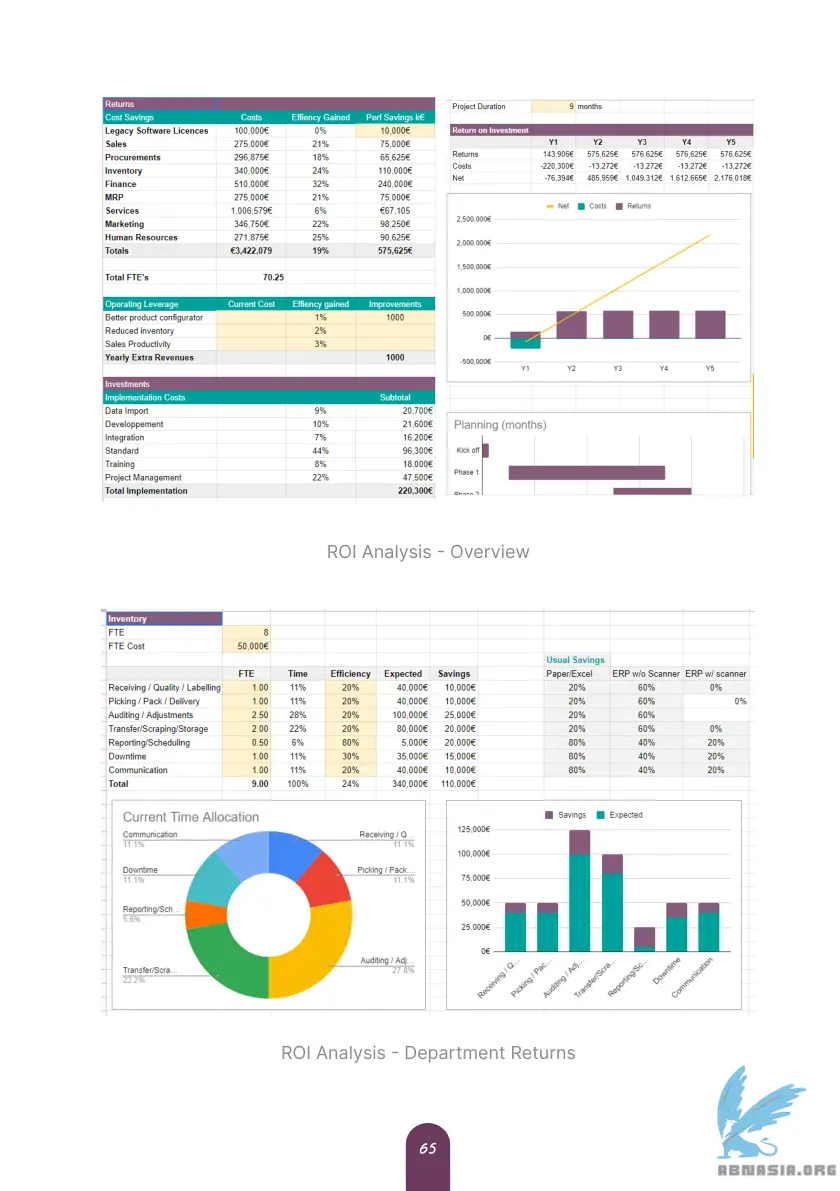 Returns
Cost Savings Costs Effiency Gained Perf Savings k€
Legacy Software Licences 100,000€ 0% 10,000€
Sales 275,000€ 21% 75,000€
Procurements 296,875€ 18% 65,625€
Inventory 340,000€ 24% 110,000€
Finance 510,000€ 32% 240,000€
MRP 275,000€ 21% 75,000€
Services 1,006,579€ 6% €67,105
Marketing 346,750€ 22% 98,250€
Human Resources 271,875€ 25% 90,625€
Totals €3,422,079 19% 575,625€
Total FTE's 70.25
Operating Leverage Current Cost Effiency gained Improvements
Better product configurator 1% 1000
Reduced inventory 2%
Sales Productivity 3%
Yearly Extra Revenues 1000
Investments
Implementation Costs Subtotal
Data Import 9% 20,700€
Developpement 10% 21,600€
Integration 7% 16,200€
Standard 44% 96,300€
Training 8% 18,000€
Project Management 22% 47,500€
Total Implementation 220,300€
Project Duration 9 months
Return on Investment
Y1 Y2 Y3 Y4 Y5
Returns 143,906€ 575,625€ 576,625€ 576,625€ 576,625€
Costs -220,300€ -13,272€ -13,272€ -13,272€ -13,272€
Net -76,394€ 485,959€ 1,049,312€ 1,612,665€ 2,176,018€
Net Costs Returns
2,500,000€
2,000,000€
1,500,000€
1,000,000€
500,000€
0€
-500,000€
Y1 Y2 Y3 Y4 Y5
Planning (months)
Kick off
Phase 1
Phase 2
ROI Analysis - Overview
Inventory
FTE 8
FTE Cost 50,000€
Usual Savings
FTE Time Efficiency Expected Savings Paper/Excel ERP w/o Scanner ERP w/ scanner
Receiving / Quality / Labelling 1.00 11% 20% 40,000€ 10,000€ 20% 60% 0%
Picking / Pack / Delivery 1.00 11% 20% 40,000€ 10,000€ 20% 60% 0%
Auditing / Adjustments 2.50 28% 20% 100,000€ 25,000€ 20% 60%
Transfer/Scraping/Storage 2.00 22% 20% 80,000€ 20,000€ 20% 60% 0%
Reporting/Scheduling 0.50 6% 80% 5,000€ 20,000€ 80% 40% 20%
Downtime 1.00 11% 30% 35,000€ 15,000€ 80% 40% 20%
Communication 1.00 11% 20% 40,000€ 10,000€ 80% 40% 20%
Total 9.00 100% 24% 340,000€ 110,000€
Current Time Allocation
Communication
11.1%
Downtime
11.1%
Reporting/Sch...
5.6%
Transfer/Scra...
22.2%
Receiving / Q...
11.1%
Picking / Pack...
11.1%
Auditing / Adj...
27.8%
Savings Expected
125,000€
100,000€
75,000€
50,000€
25,000€
0€
Receiving / Q...
Picking / Pac...
Auditing / Adj...
Transfer/Scra...
Reporting/Sc...
Downtime
Communication
ROI Analysis - Department Returns
65
ABNASIA.ORG